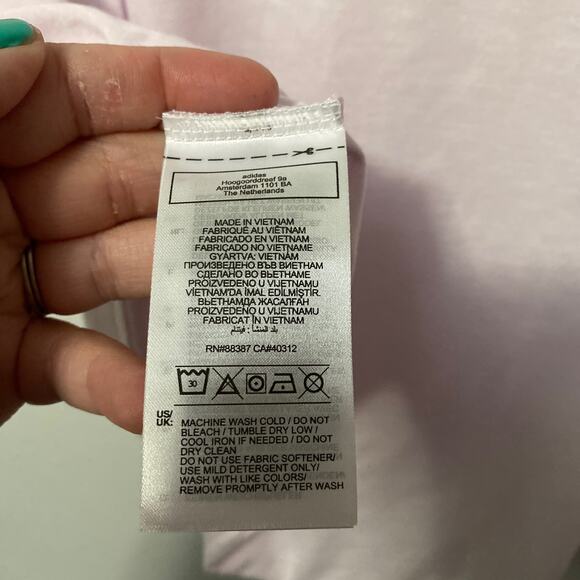 adidas
Hoogoorddreef 9a
Amsterdam 1101 BA
The Netherlands
MADE IN VIETNAM
FABRIQUÉ AU VIÊTNAM
FABRICADO EN VIETNAM
FABRICADO NO VIETNAME
GYÁRTVA: VIETNÁM
ПРОИЗВЕДЕНО ВЪВ ВИЕТНАМ
СДЕЛАНО ВО ВЬЕТНАМЕ
PROIZVEDENO U VIJETNAMU
VİETNAM'DA İMAL EDİLMİŞTİR.
ВЬЕТНАМДА ЖАСАЛҒАН
PROIZVEDENO U VIJETNAMU
FABRICAT ÎN VIETNAM
بلد المنشأ : فيتنام
RN#88387 CA#40312
30
US/
UK:
MACHINE WASH COLD / DO NOT
BLEACH / TUMBLE DRY LOW /
COOL IRON IF NEEDED / DO NOT
DRY CLEAN
DO NOT USE FABRIC SOFTENER/
USE MILD DETERGENT ONLY/
WASH WITH LIKE COLORS/
REMOVE PROMPTLY AFTER WASH